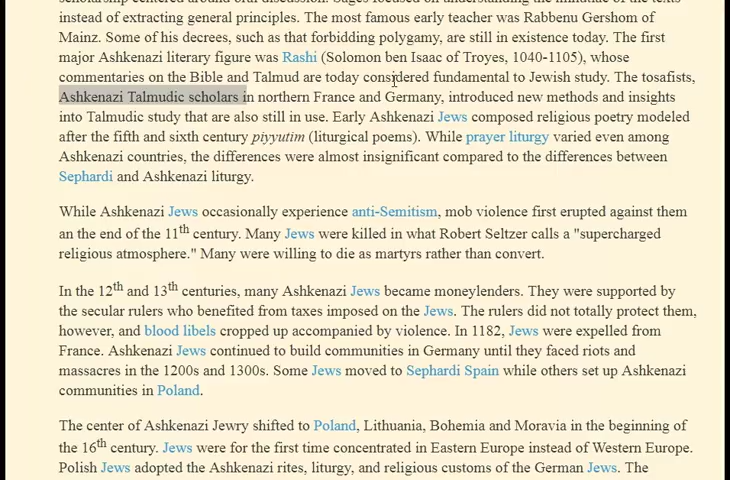 scholarship centered around oral discussion. Sages focused on understanding the minutiae of the texts
instead of extracting general principles. The most famous early teacher was Rabbenu Gershom of
Mainz. Some of his decrees, such as that forbidding polygamy, are still in existence today. The first
major Ashkenazi literary figure was Rashi (Solomon ben Isaac of Troyes, 1040-1105), whose
commentaries on the Bible and Talmud are today considered fundamental to Jewish study. The tosafists,
Ashkenazi Talmudic scholars in northern France and Germany, introduced new methods and insights
into Talmudic study that are also still in use. Early Ashkenazi Jews composed religious poetry modeled
after the fifth and sixth century piyyutim (liturgical poems). While prayer liturgy varied even among
Ashkenazi countries, the differences were almost insignificant compared to the differences between
Sephardi and Ashkenazi liturgy.
While Ashkenazi Jews occasionally experience anti-Semitism, mob violence first erupted against them
an the end of the 11th century. Many Jews were killed in what Robert Seltzer calls a "supercharged
religious atmosphere." Many were willing to die as martyrs rather than convert.
In the 12th and 13th centuries, many Ashkenazi Jews became moneylenders. They were supported by
the secular rulers who benefited from taxes imposed on the Jews. The rulers did not totally protect them,
however, and blood libels cropped up accompanied by violence. In 1182, Jews were expelled from
France. Ashkenazi Jews continued to build communities in Germany until they faced riots and
massacres in the 1200s and 1300s. Some Jews moved to Sephardi Spain while others set up Ashkenazi
communities in Poland.
The center of Ashkenazi Jewry shifted to Poland, Lithuania, Bohemia and Moravia in the beginning of
the 16th century. Jews were for the first time concentrated in Eastern Europe instead of Western Europe.
Polish Jews adopted the Ashkenazi rites, liturgy, and religious customs of the German Jews. The